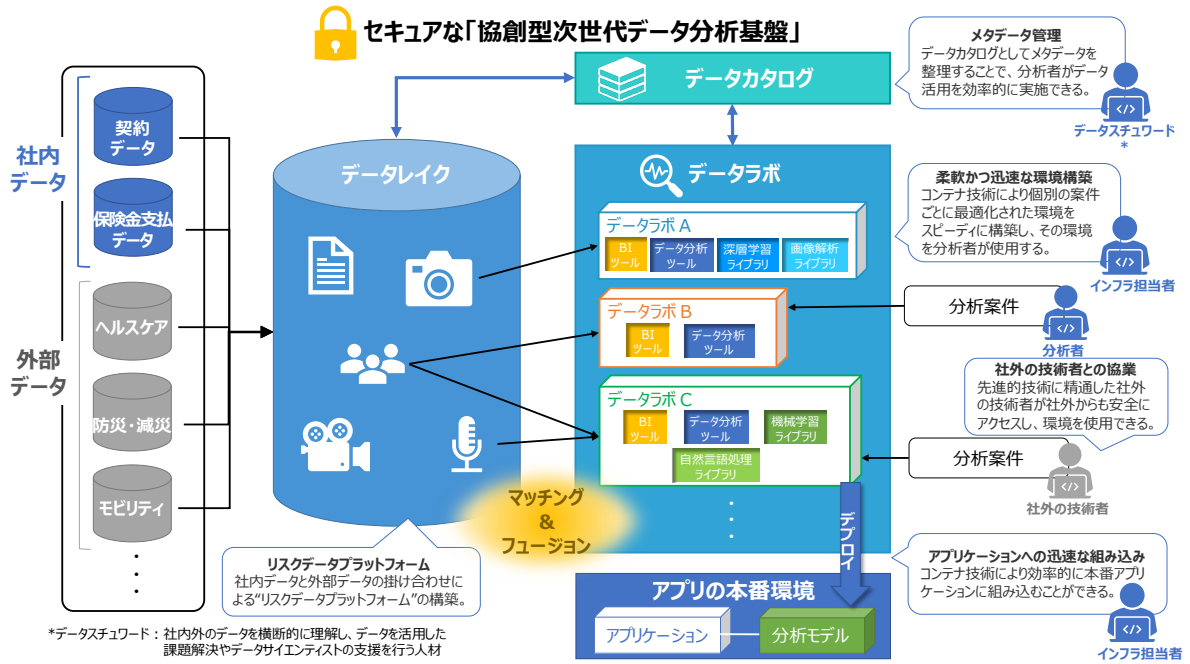 セキュアな「協創型次世代データ分析基盤」
社内
データ
契約
データ
保険金支払
データ
外部
データ
ヘルスケア
防災・減災
モビリティ
データレイク
データカタログ
データラボ
データラボ A
BI
ツール
データ分析
ツール
深層学習
ライブラリ
画像解析
ライブラリ
データラボ B
BI
ツール
データ分析
ツール
データラボ C
BI
ツール
データ分析
ツール
機械学習
ライブラリ
自然言語処理
ライブラリ
マッチング
&
フュージョン
デプロイ
アプリの本番環境
アプリケーション
分析モデル
リスクデータプラットフォーム
社内データと外部データの掛け合わせに
よる“リスクデータプラットフォーム”の構築。
メタデータ管理
データカタログとしてメタデータを
整理することで、分析者がデータ
活用を効率的に実施できる。
データスチュワード
*
柔軟かつ迅速な環境構築
コンテナ技術により個別の案件
ごとに最適化された環境を
スピーディに構築し、その環境
を分析者が使用する。
インフラ担当者
分析案件
分析者
社外の技術者との協業
先進的技術に精通した社外
の技術者が社外からも安全に
アクセスし、環境を使用できる。
分析案件
社外の技術者
アプリケーションへの迅速な組み込み
コンテナ技術により効率的に本番アプリ
ケーションに組み込むことができる。
インフラ担当者
*データスチュワード：社内外のデータを横断的に理解し、データを活用した
課題解決やデータサイエンティストの支援を行う人材